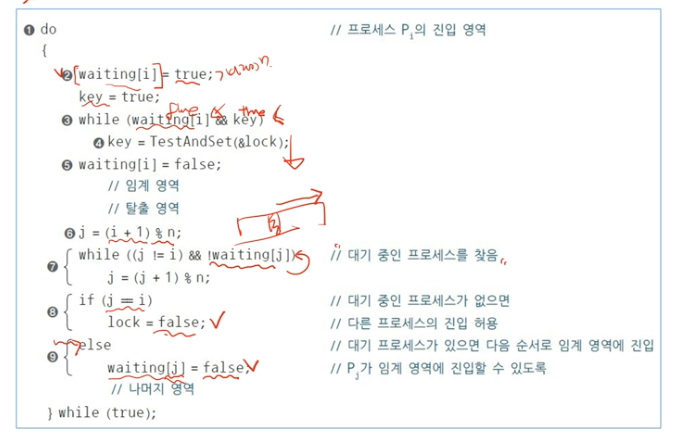 ❶ do // 프로세스 Pi의 진입 영역
{
❷ waiting[i] = true;
key = true;
❸ while (waiting[i] && key)
❹ key = TestAndSet(&lock);
❺ waiting[i] = false;
// 임계 영역
// 탈출 영역
❻ j = (i + 1) % n;
❼ while ((j != i) && !waiting[j]) // 대기 중인 프로세스를 찾음
j = (j + 1) % n;
❽ if (j == i) // 대기 중인 프로세스가 없으면
lock = false; // 다른 프로세스의 진입 허용
❾ else // 대기 프로세스가 있으면 다음 순서로 임계 영역에 진입
waiting[j] = false; // Pj가 임계 영역에 진입할 수 있도록
// 나머지 영역
} while (true);